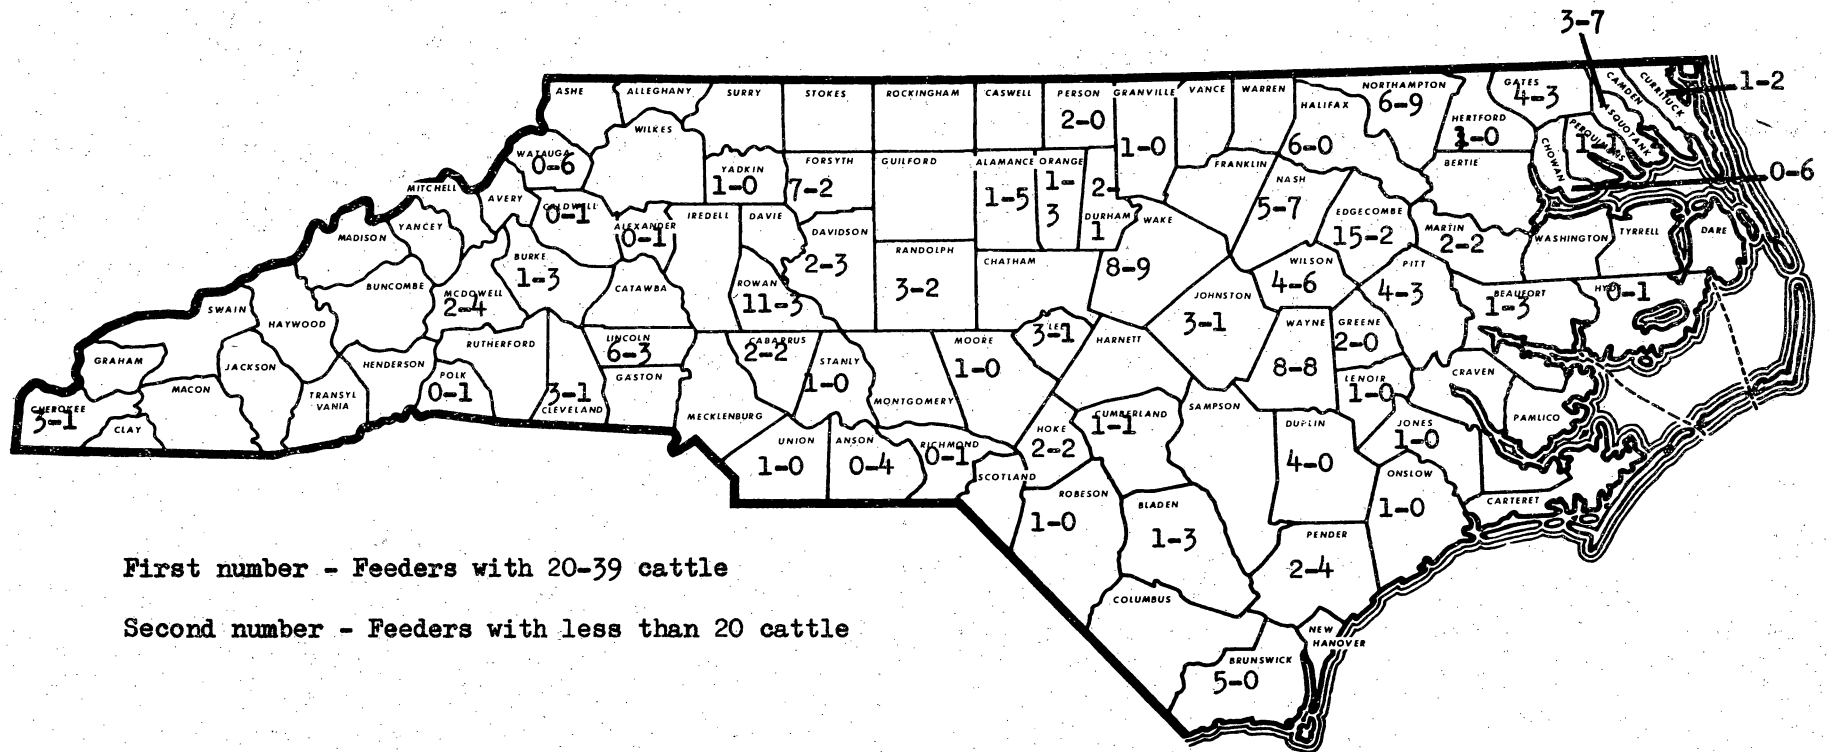 3-7
ASHE
ALLEGHANY
SURRY
STOKES
ROCKINGHAM
CASWELL
PERSON
2-0
GRANVILLE
1-0
VANCE
WARREN
HALIFAX
6-0
NORTHAMPTON
6-9
GATES
4-3
HERTFORD
1-0
CAMDEN
CURRITUCK
1-2
PASQUOTANK
PERQUIMANS
CHOWAN
0-6
BERTIE
WATAUGA
0-6
WILKES
YADKIN
1-0
FORSYTH
7-2
GUILFORD
ALAMANCE
1-5
ORANGE
1-
3
2-
DURHAM
1
FRANKLIN
NASH
5-7
WAKE
8-9
EDGECOMBE
15-2
MARTIN
2-2
WASHINGTON
TYRRELL
DARE
MITCHELL
AVERY
CALDWELL
0-1
ALEXANDER
0-1
IREDELL
DAVIE
DAVIDSON
2-3
RANDOLPH
3-2
CHATHAM
WILSON
4-6
PITT
4-3
MADISON
YANCEY
BURKE
1-3
CATAWBA
ROWAN
11-3
JOHNSTON
3-1
BEAUFORT
1-3
HYDE
0-1
SWAIN
HAYWOOD
BUNCOMBE
MCDOWELL
2-4
LINCOLN
6-3
CABARRUS
2-2
STANLY
1-0
MOORE
1-0
LEE
3-1
HARNETT
WAYNE
8-8
GREENE
2-0
GRAHAM
JACKSON
HENDERSON
RUTHERFORD
POLK
0-1
3-1
CLEVELAND
GASTON
MECKLENBURG
MONTGOMERY
LENOIR
1-0
CRAVEN
PAMLICO
MACON
TRANSYL
VANIA
CHEROKEE
3-1
CLAY
UNION
1-0
ANSON
0-4
RICHMOND
0-1
SCOTLAND
HOKE
2-2
CUMBERLAND
1-1
SAMPSON
DUPLIN
4-0
JONES
1-0
ONSLOW
1-0
CARTERET
ROBESON
1-0
BLADEN
1-3
PENDER
2-4
COLUMBUS
NEW
HANOVER
BRUNSWICK
5-0
First number - Feeders with 20-39 cattle
Second number - Feeders with less than 20 cattle